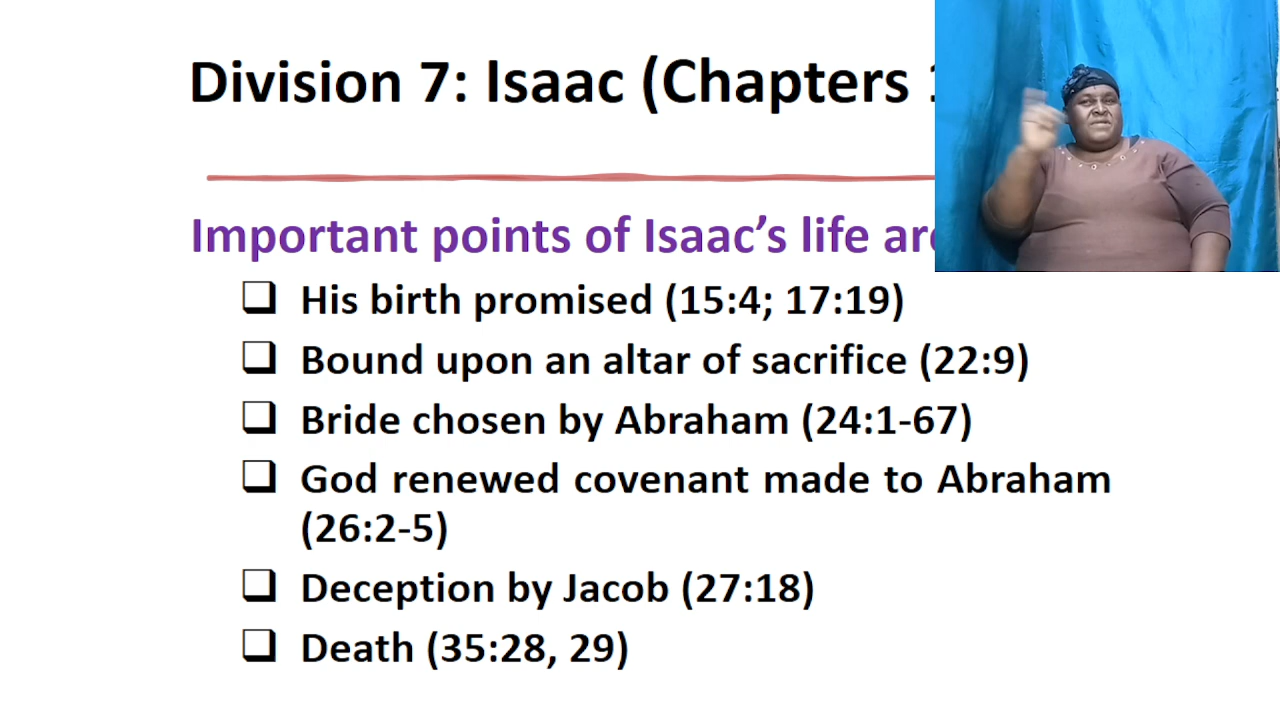 Division 7: Isaac (Chapters
Important points of Isaac’s life are
❑ His birth promised (15:4; 17:19)
❑ Bound upon an altar of sacrifice (22:9)
❑ Bride chosen by Abraham (24:1-67)
❑ God renewed covenant made to Abraham
(26:2-5)
❑ Deception by Jacob (27:18)
❑ Death (35:28, 29)